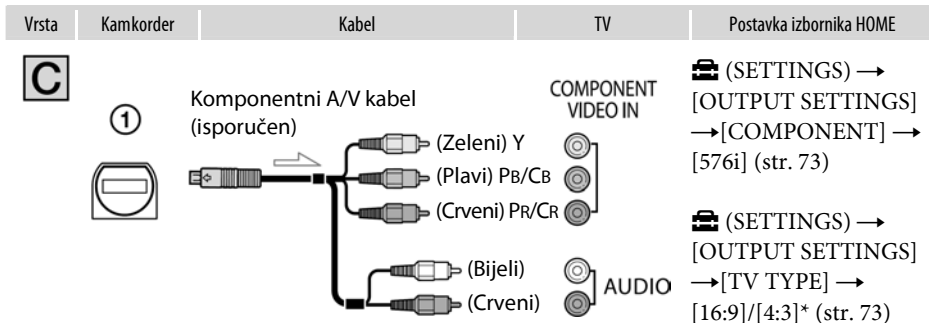 Vrsta Kamkorder Kabel TV Postavka izbornika HOME
C
①
Komponentni A/V kabel
(isporučen)
(Zeleni) Y
(Plavi) PB/CB
(Crveni) PR/CR
(Bijeli)
(Crveni)
COMPONENT
VIDEO IN
AUDIO
(SETTINGS) →
[OUTPUT SETTINGS]
→[COMPONENT] →
[576i] (str. 73)
(SETTINGS) →
[OUTPUT SETTINGS]
→[TV TYPE] →
[16:9]/[4:3]* (str. 73)